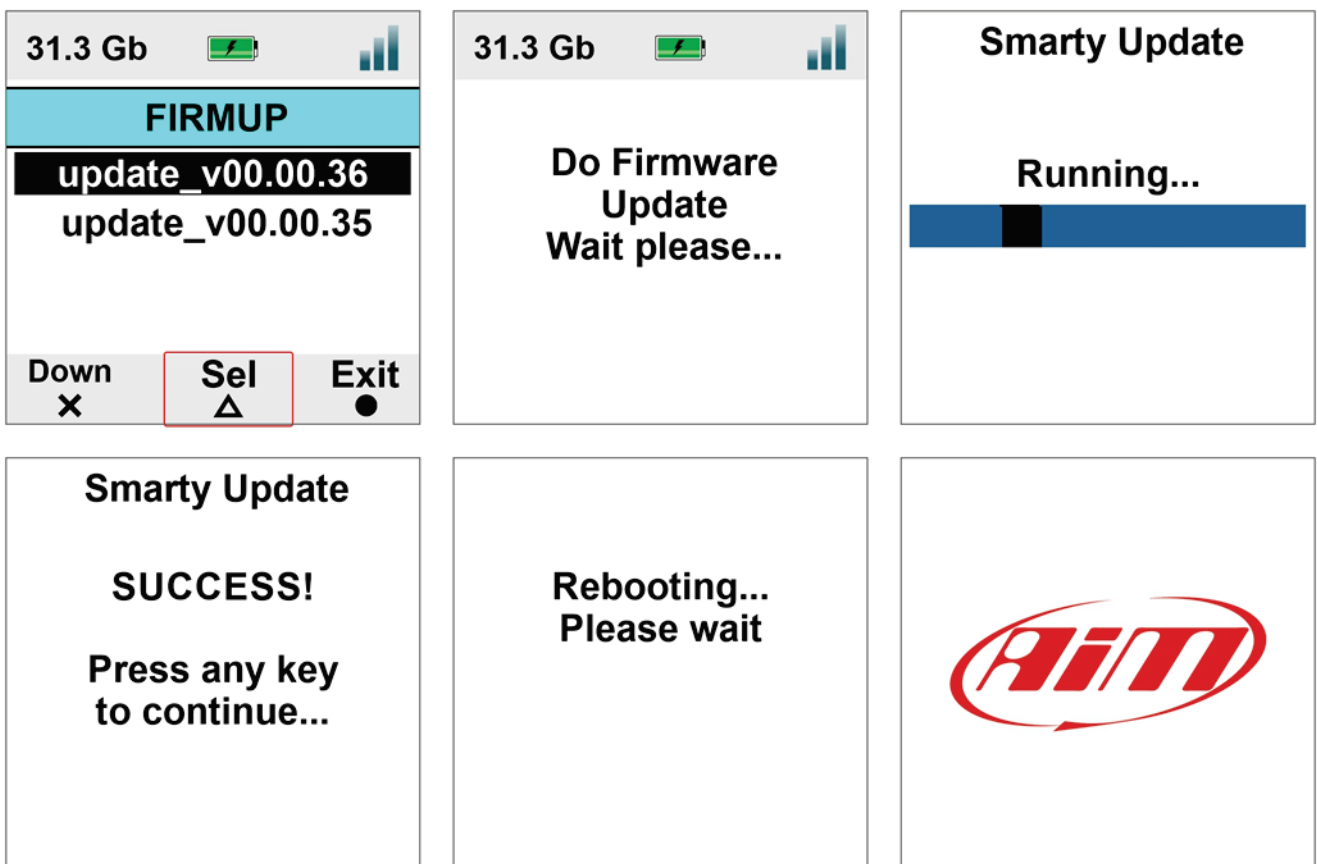 31.3 Gb
FIRMUP
update_v00.00.36
update_v00.00.35
Down
Sel
Exit
31.3 Gb
Do Firmware
Update
Wait please...
Smarty Update
Running...
Smarty Update
SUCCESS!
Press any key
to continue...
Rebooting...
Please wait
AiM